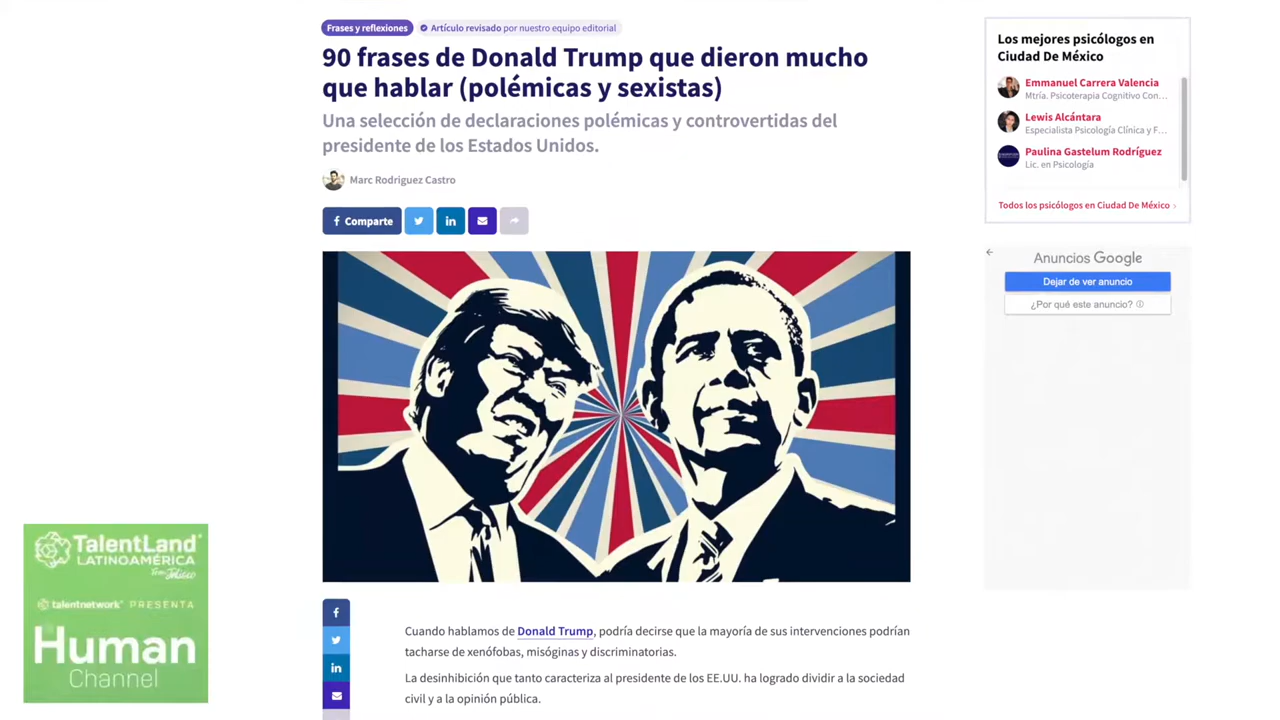 Frases y reflexiones
Artículo revisado por nuestro equipo editorial
90 frases de Donald Trump que dieron mucho
que hablar (polémicas y sexistas)
Una selección de declaraciones polémicas y controvertidas del
presidente de los Estados Unidos.
Marc Rodriguez Castro
Comparte
Los mejores psicólogos en
Ciudad De México
Emmanuel Carrera Valencia
Mtría. Psicoterapia Cognitivo Con...
Lewis Alcántara
Especialista Psicología Clínica y F...
Paulina Gastelum Rodríguez
Lic. en Psicología
Todos los psicólogos en Ciudad De México
Anuncios Google
Dejar de ver anuncio
¿Por qué este anuncio?
TalentLand
LATINOAMÉRICA
Jalisco
talentnetwork PRESENTA
Human
Channel
Cuando hablamos de Donald Trump, podría decirse que la mayoría de sus intervenciones podrían
tacharse de xenófobas, misóginas y discriminatorias.
La desinhibición que tanto caracteriza al presidente de los EE.UU. ha logrado dividir a la sociedad
civil y a la opinión pública.